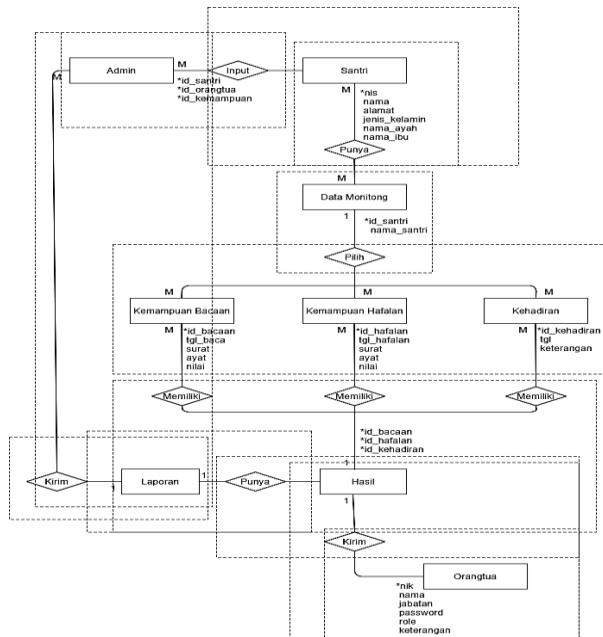 Admin
M
Input
Santri
M
*id_santri
*id_orangtua
*id_kemampuan
M
*nis
nama
alamat
jenis_kelamin
nama_ayah
nama_ibu
Punya
M
Data Monitong
1
*id_santri
nama_santri
Pilih
M
M
M
Kemampuan Bacaan
Kemampuan Hafalan
Kehadiran
M
*id_bacaan
tgl_baca
surat
ayat
nilai
M
*id_hafalan
tgl_hafalan
surat
ayat
nilai
M
*id_kehadiran
tgl
keterangan
Memiliki
Memiliki
Memiliki
*id_bacaan
*id_hafalan
*id_kehadiran
1
Kirim
1
Laporan
1
Punya
Hasil
1
Kirim
Orangtua
*nik
nama
jabatan
password
role
keterangan